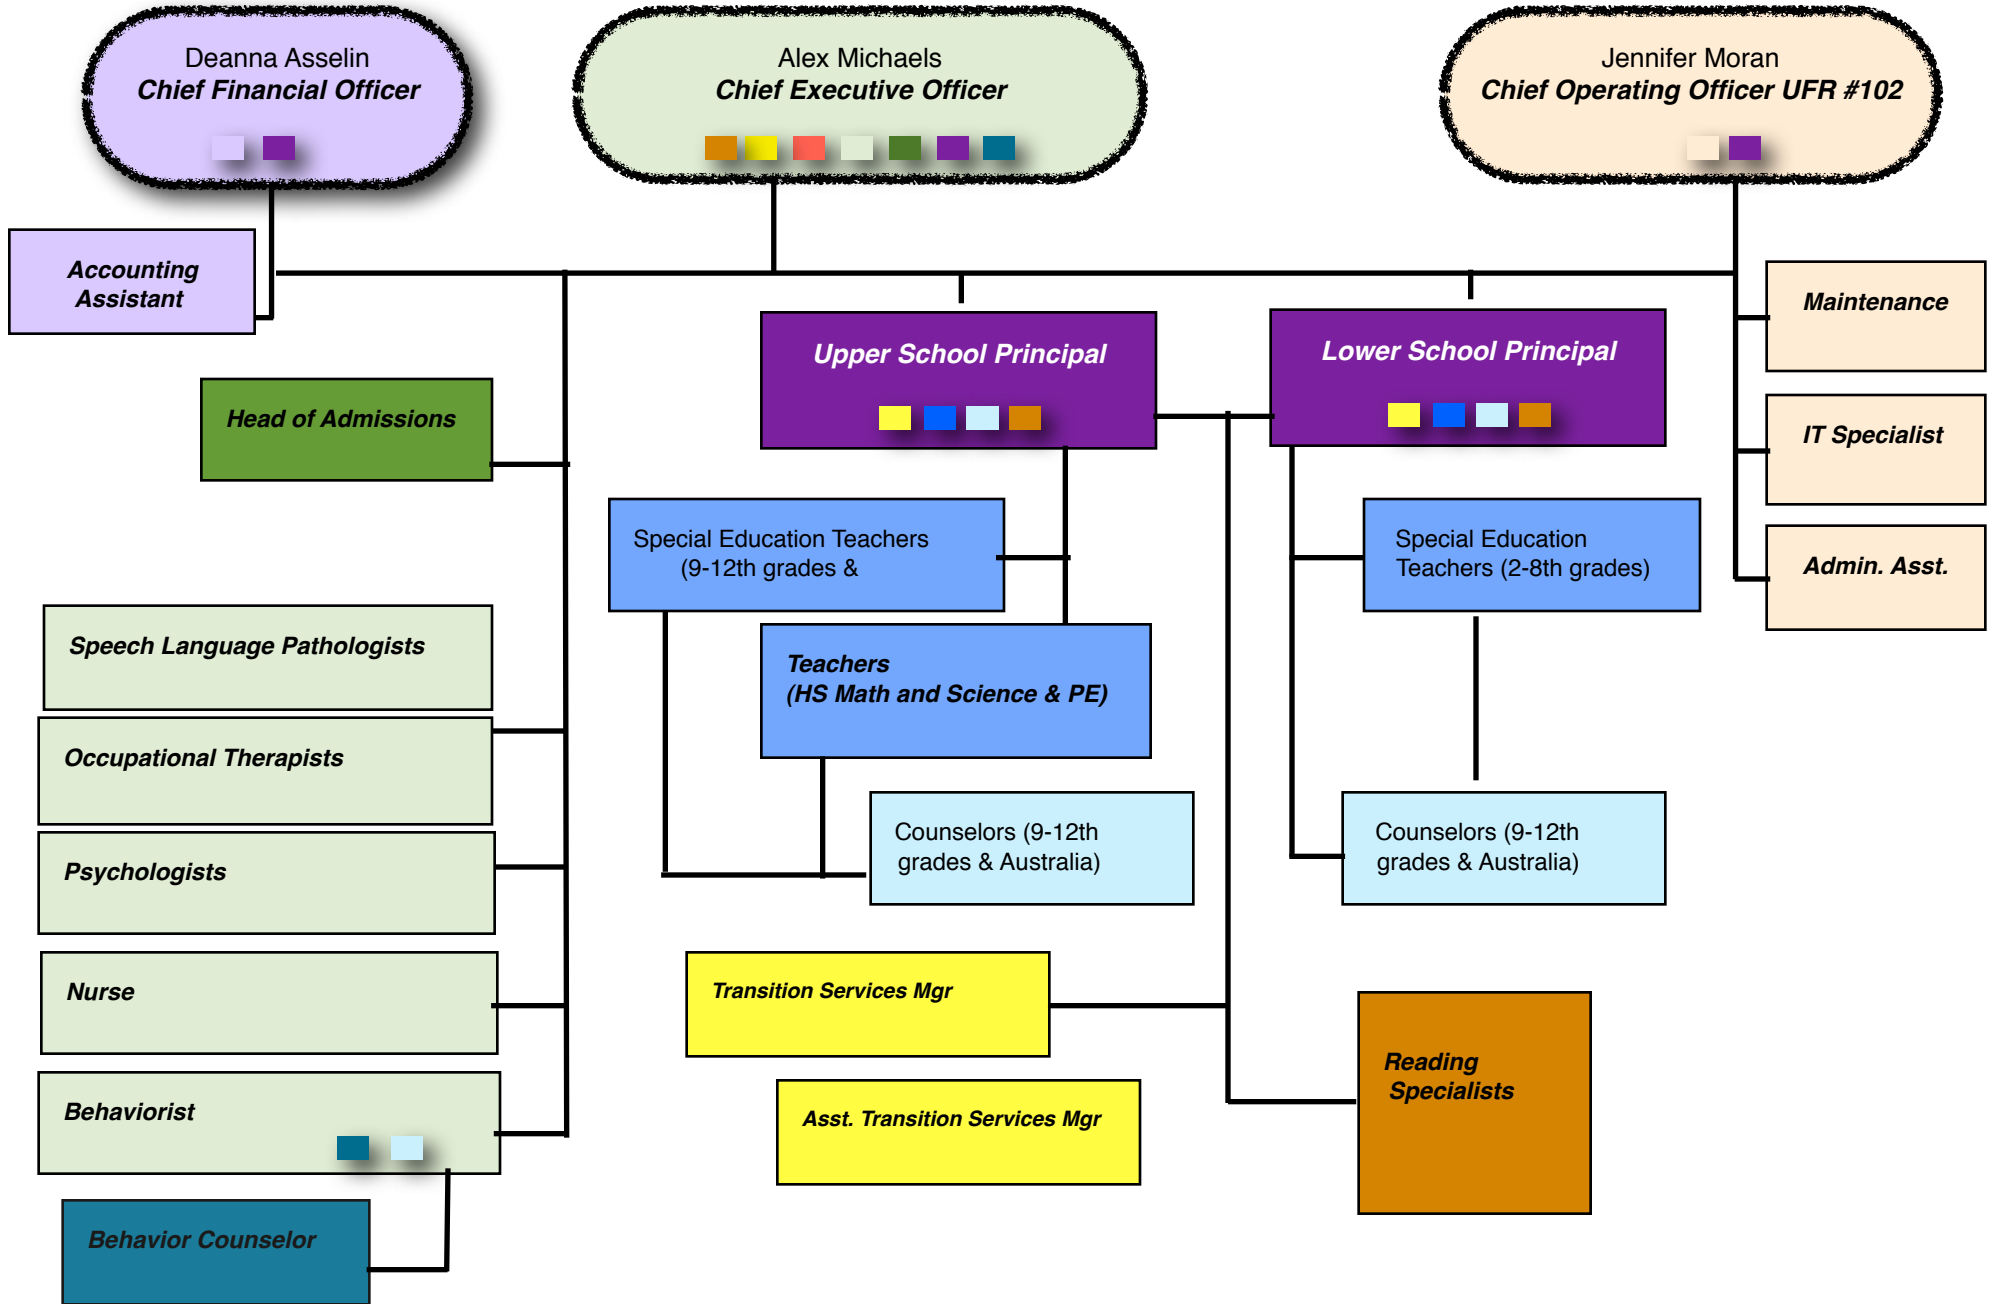 Deanna Asselin
Chief Financial Officer
Alex Michaels
Chief Executive Officer
Jennifer Moran
Chief Operating Officer UFR #102
Accounting
Assistant
Maintenance
Upper School Principal
Lower School Principal
Head of Admissions
IT Specialist
Special Education Teachers
(9-12th grades &
Special Education
Teachers (2-8th grades)
Admin. Asst.
Speech Language Pathologists
Teachers
(HS Math and Science & PE)
Occupational Therapists
Counselors (9-12th
grades & Australia)
Counselors (9-12th
grades & Australia)
Psychologists
Nurse
Transition Services Mgr
Reading
Specialists
Behaviorist
Asst. Transition Services Mgr
Behavior Counselor